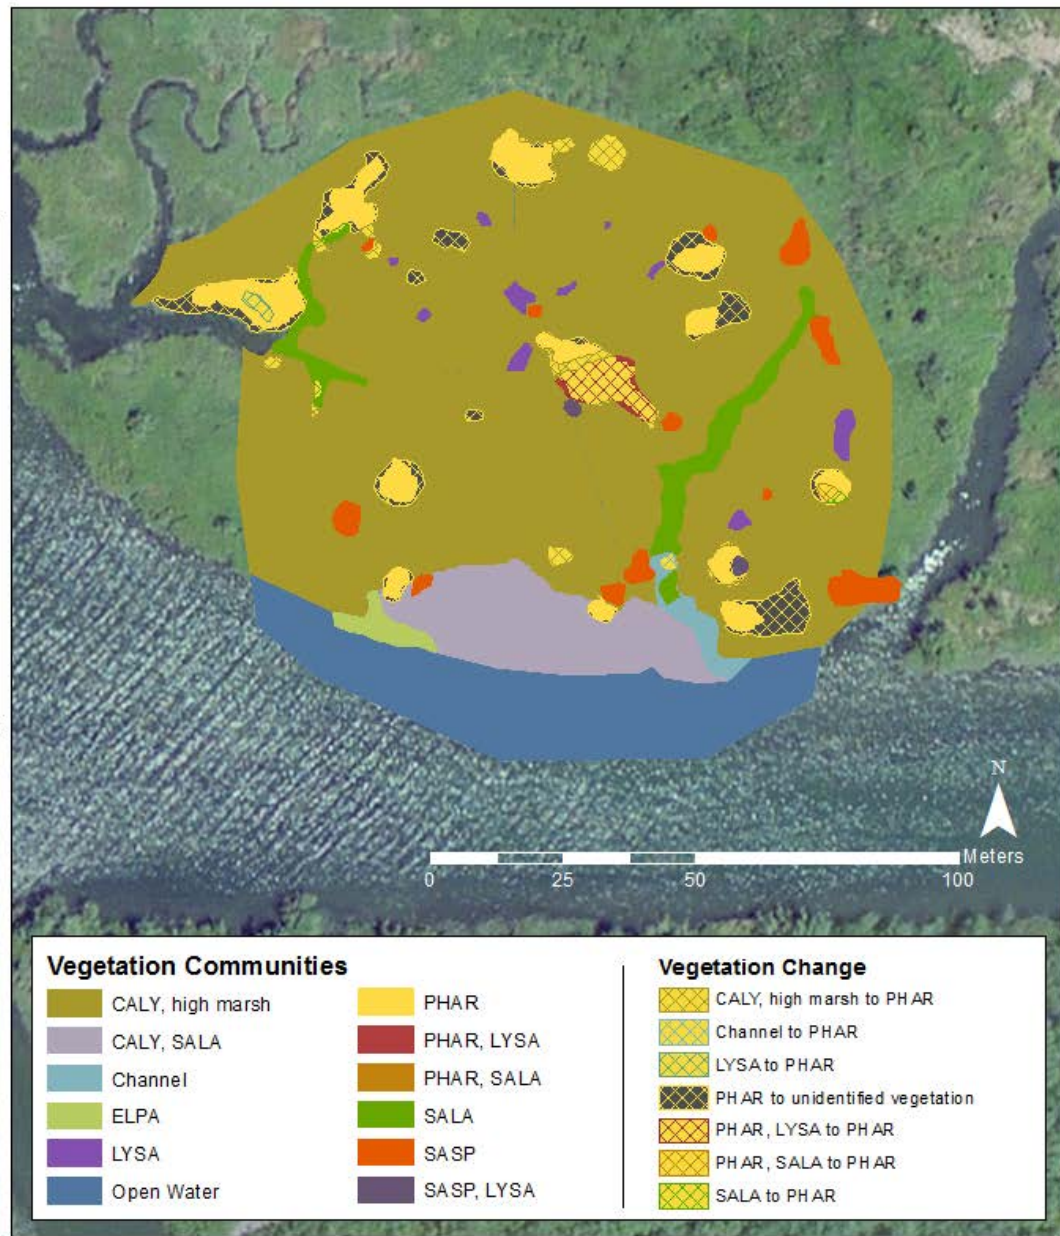 N
Meters
0 25 50 100
Vegetation Communities
CALY, high marsh
CALY, SALA
Channel
ELPA
LYSA
Open Water
PHAR
PHAR, LYSA
PHAR, SALA
SALA
SASP
SASP, LYSA
Vegetation Change
CALY, high marsh to PHAR
Channel to PHAR
LYSA to PHAR
PHAR to unidentified vegetation
PHAR, LYSA to PHAR
PHAR, SALA to PHAR
SALA to PHAR